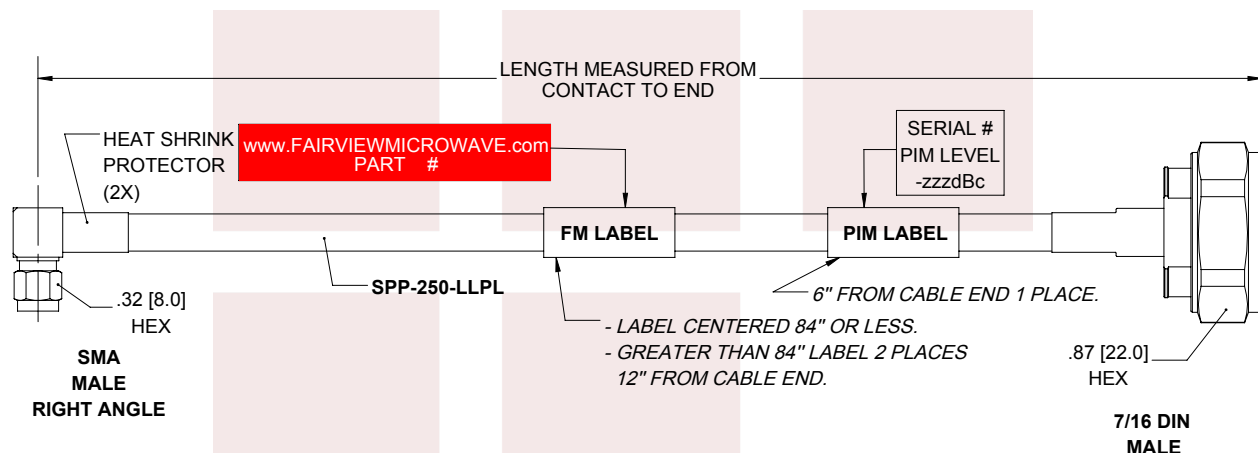 LENGTH MEASURED FROM
CONTACT TO END
HEAT SHRINK
PROTECTOR
(2X)
www.FAIRVIEWMICROWAVE.com
PART #
SERIAL #
PIM LEVEL
-zzzdBc
FM LABEL
PIM LABEL
SPP-250-LLPL
6" FROM CABLE END 1 PLACE.
- LABEL CENTERED 84" OR LESS.
- GREATER THAN 84" LABEL 2 PLACES
12" FROM CABLE END.
.32 [8.0]
HEX
SMA
MALE
RIGHT ANGLE
.87 [22.0]
HEX
7/16 DIN
MALE